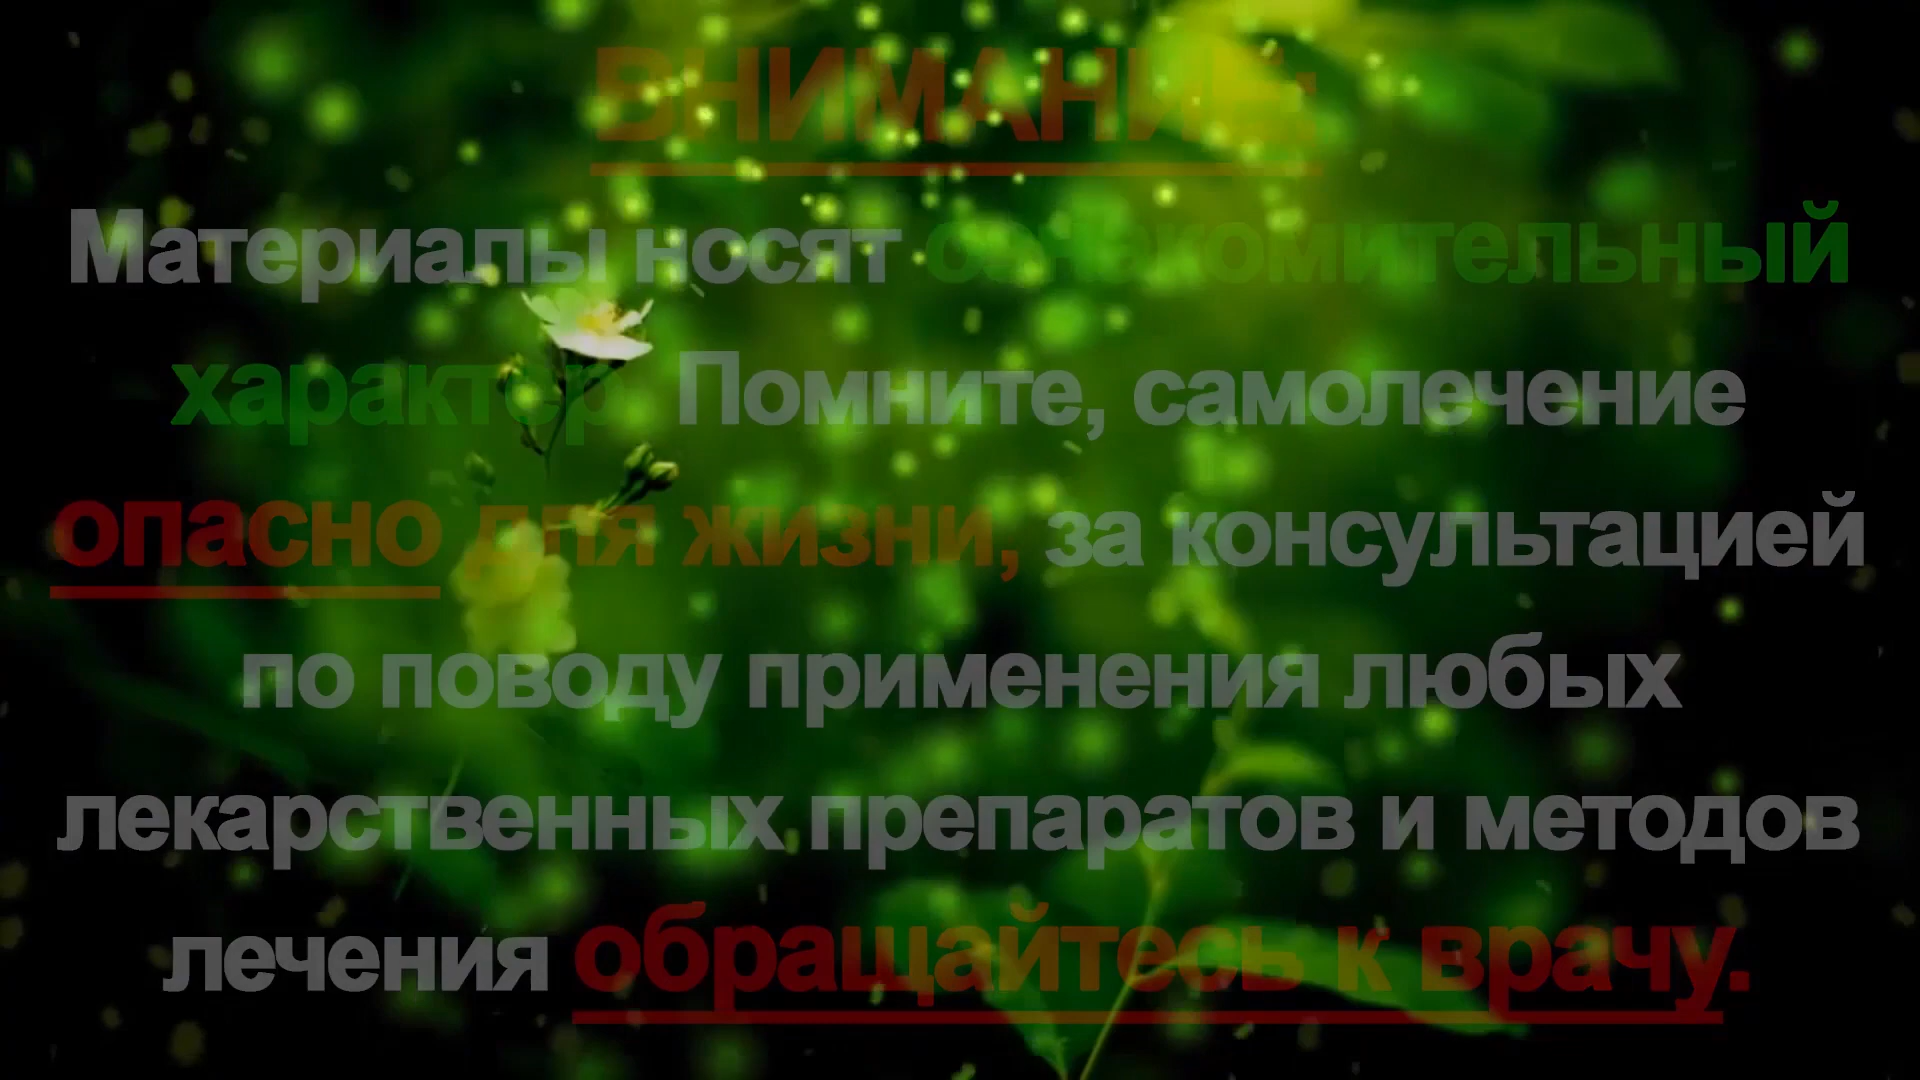 ВНИМАНИЕ:
Материалы носят ознакомительный
характер. Помните, самолечение
опасно для жизни, за консультацией
по поводу применения любых
лекарственных препаратов и методов
лечения обращайтесь к врачу.